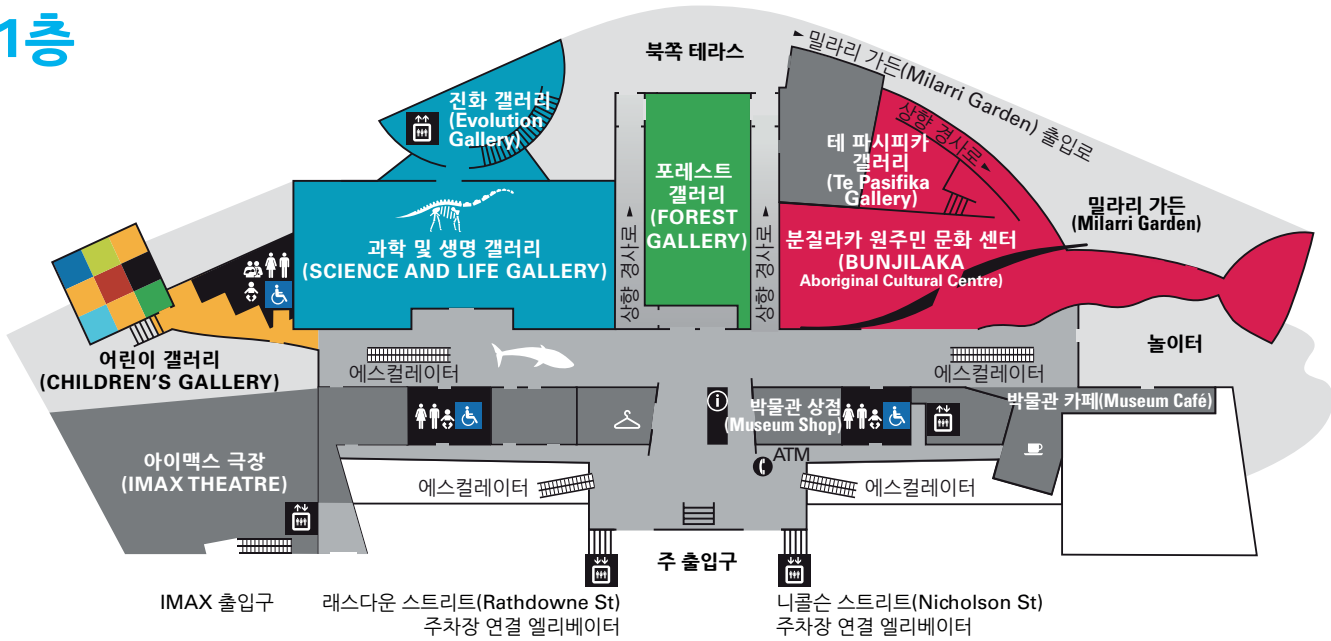 1층
북쪽 테라스
밀라리 가든(Milarri Garden) 출입로
진화 갤러리
(Evolution
Gallery)
상향 경사로
테 파시피카
갤러리
(Te Pasifika
Gallery)
포레스트
갤러리
(FOREST
GALLERY)
밀라리 가든
(Milarri Garden)
과학 및 생명 갤러리
(SCIENCE AND LIFE GALLERY)
상향 경사로
상향 경사로
분질라카 원주민 문화 센터
(BUNJILAKA
Aboriginal Cultural Centre)
어린이 갤러리
(CHILDREN'S GALLERY)
에스컬레이터
에스컬레이터
놀이터
박물관 상점
(Museum Shop)
박물관 카페(Museum Café)
ATM
아이맥스 극장
(IMAX THEATRE)
에스컬레이터
에스컬레이터
주 출입구
IMAX 출입구
래스다운 스트리트(Rathdowne St)
주차장 연결 엘리베이터
니콜슨 스트리트(Nicholson St)
주차장 연결 엘리베이터